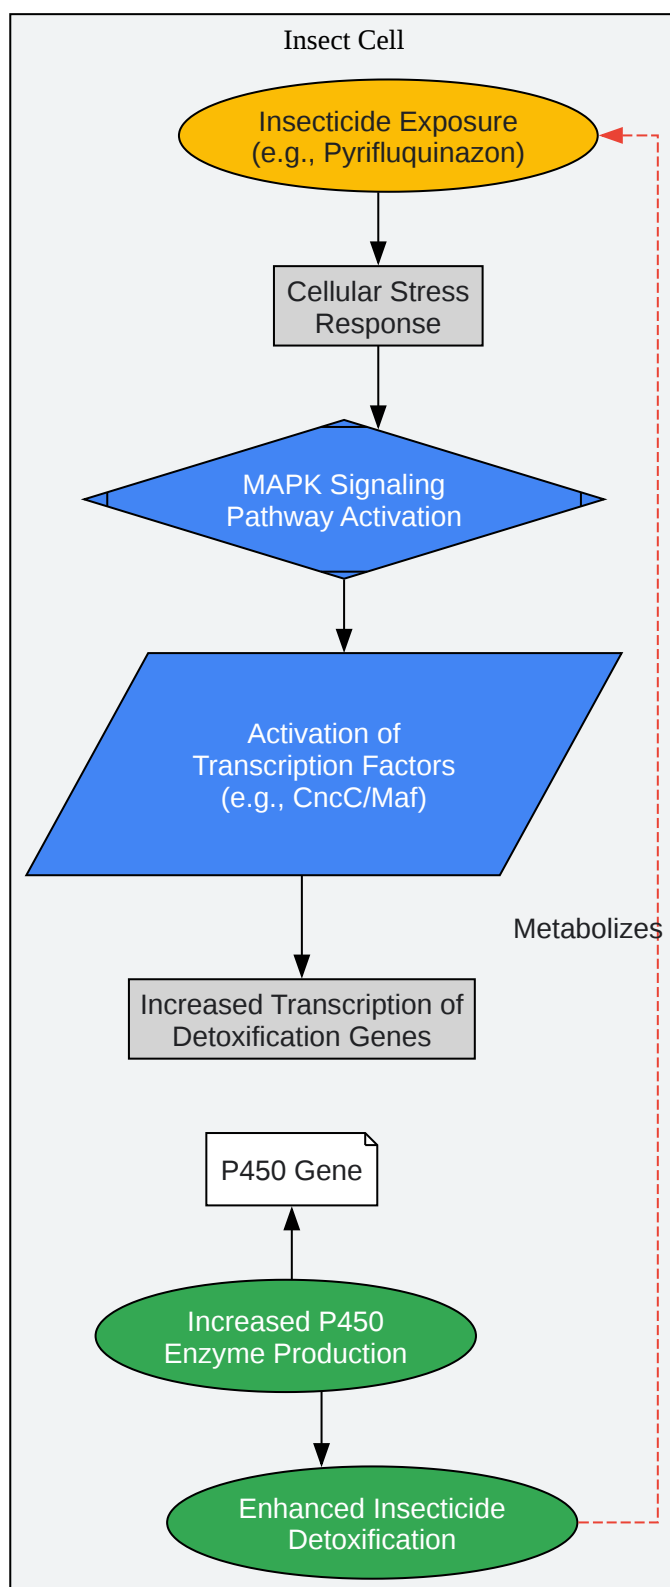 Insect Cell
Insecticide Exposure
(e.g., Pyrifluquinazon)
Cellular Stress
Response
MAPK Signaling
Pathway Activation
Activation of
Transcription Factors
(e.g., CncC/Maf)
Metabolizes
Increased Transcription of
Detoxification Genes
P450 Gene
Increased P450
Enzyme Production
Enhanced Insecticide
Detoxification